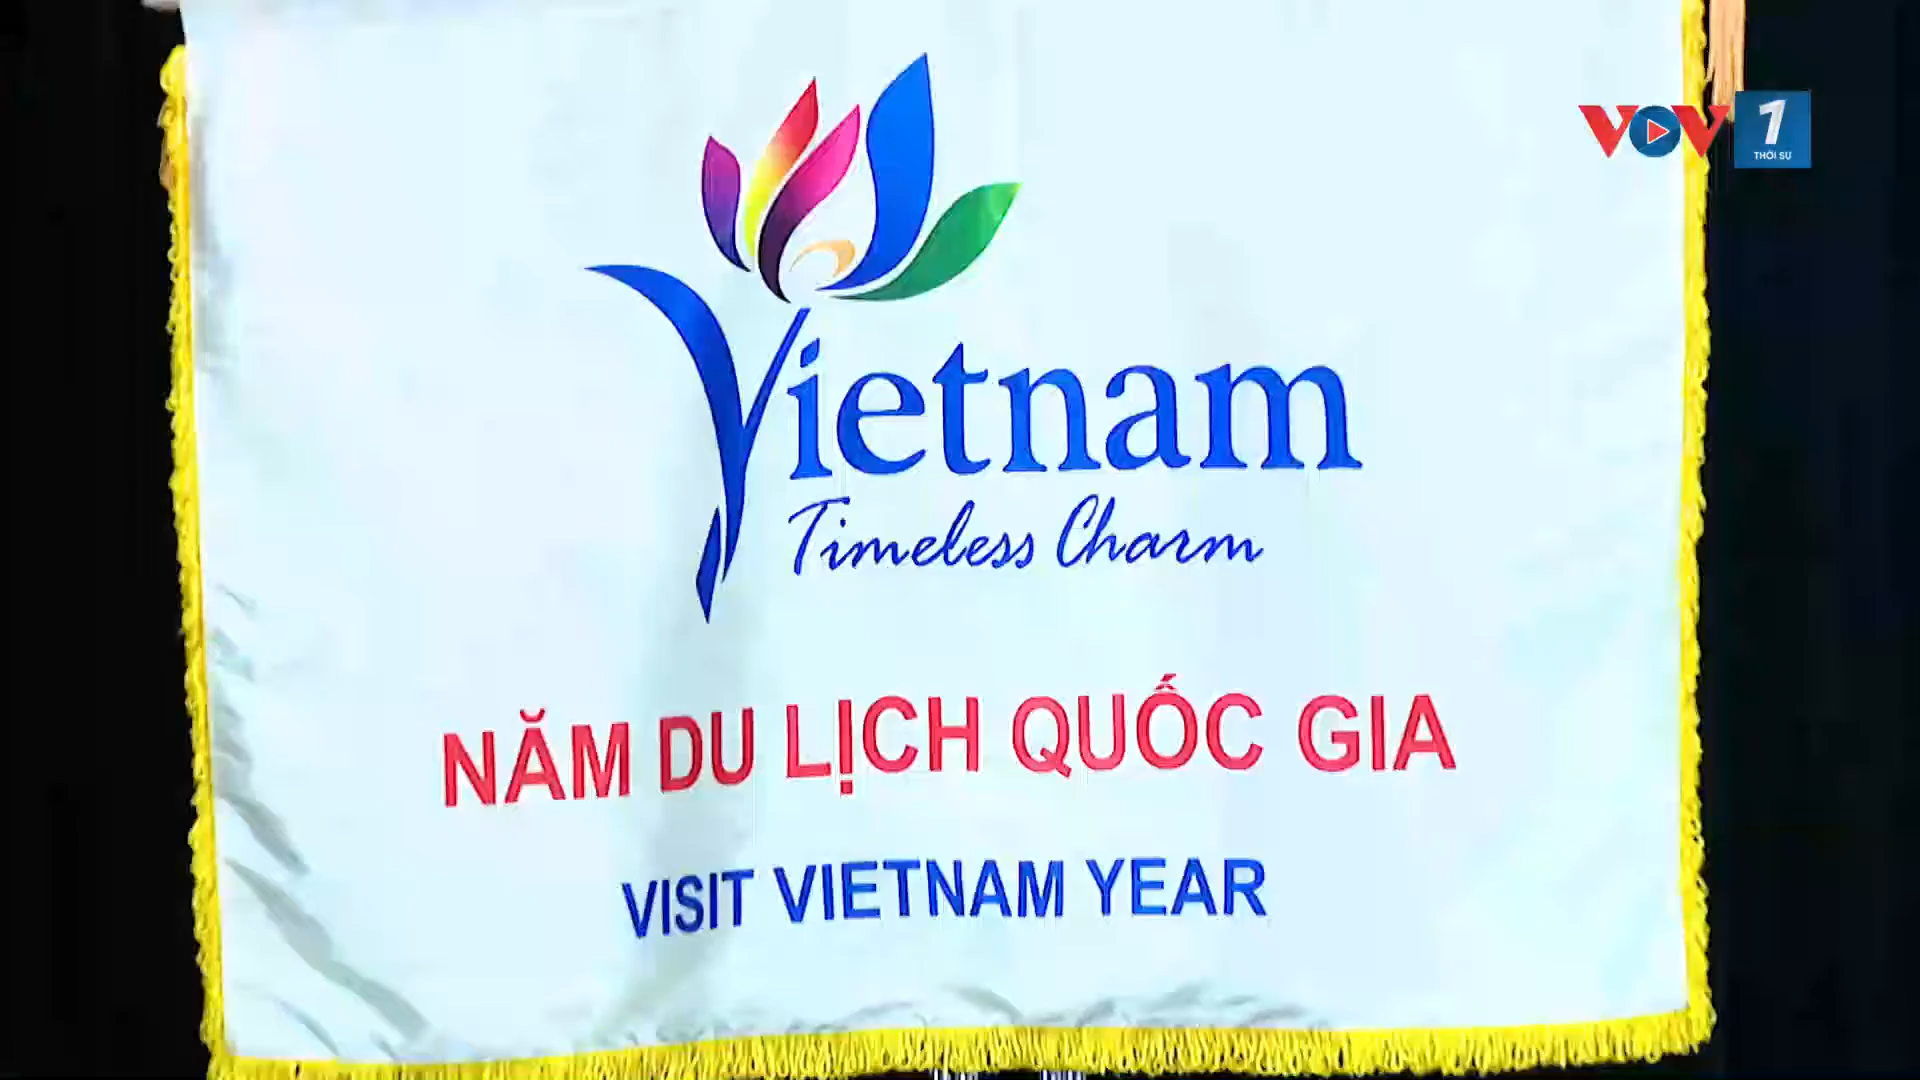 VOV 1
THỜI SỰ
Vietnam
Timeless Charm
NĂM DU LỊCH QUỐC GIA
VISIT VIETNAM YEAR